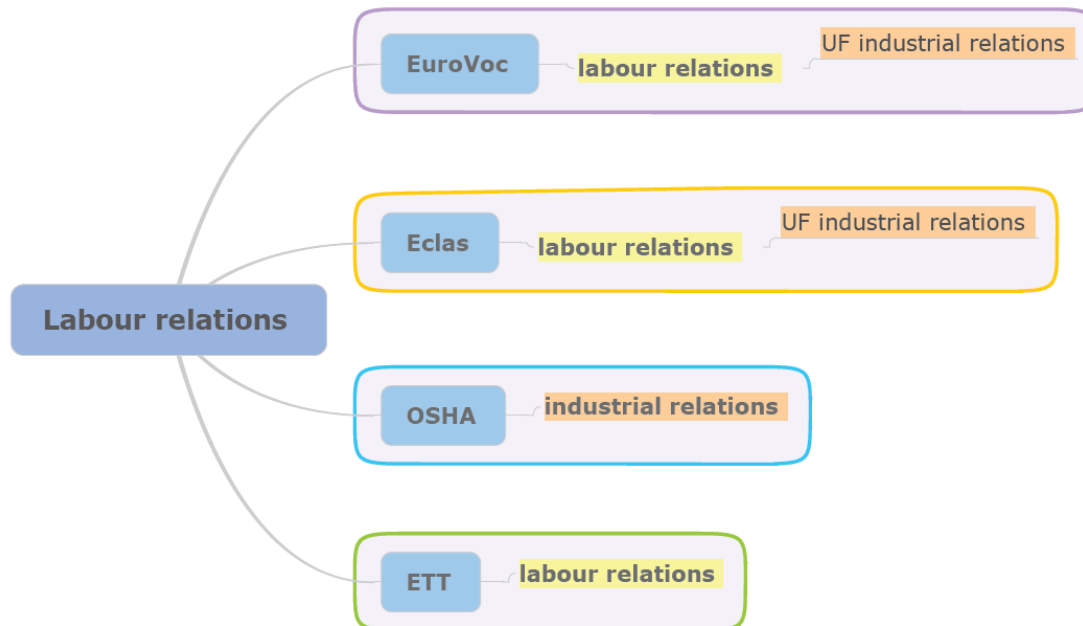 EuroVoc
labour relations
UF industrial relations
Eclas
labour relations
UF industrial relations
Labour relations
OSHA
industrial relations
ETT
labour relations